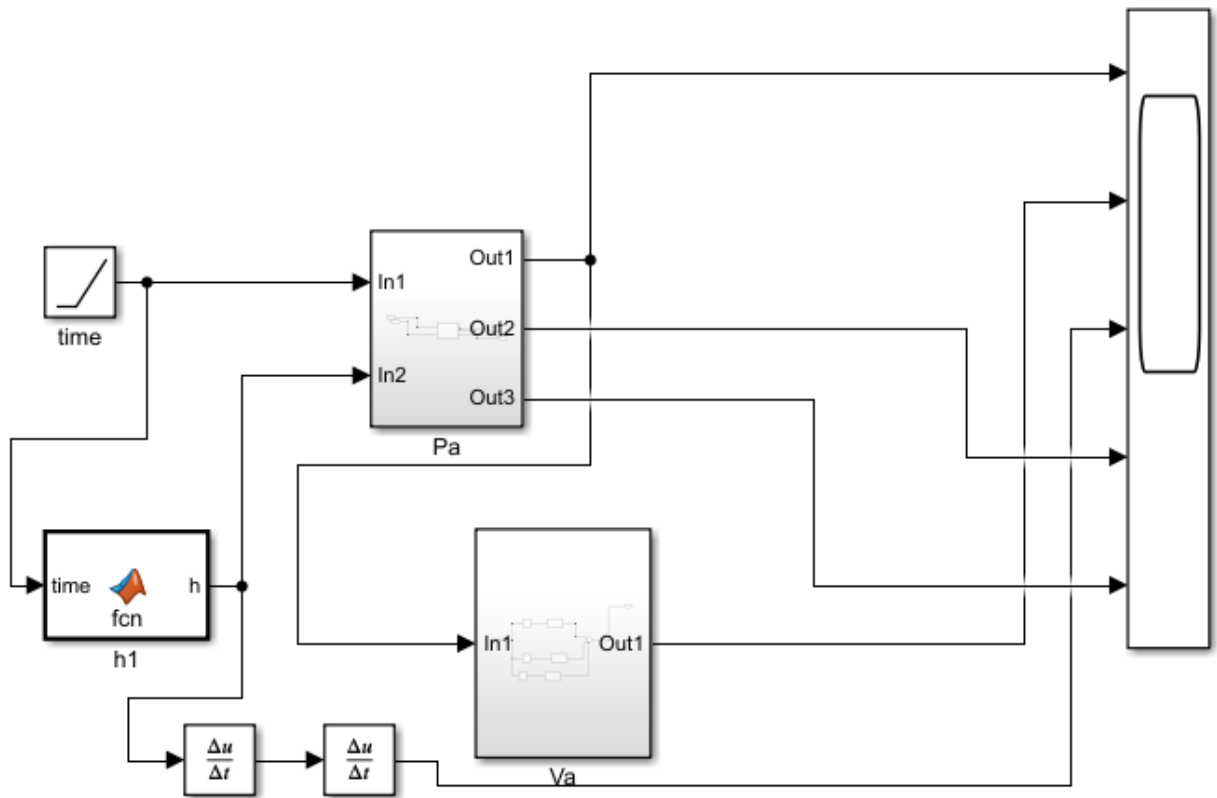 time
In1
In2
Out1
Out2
Out3
Pa
time
fcn
h
h1
In1
Out1
Va
Δu
Δt
Δu
Δt